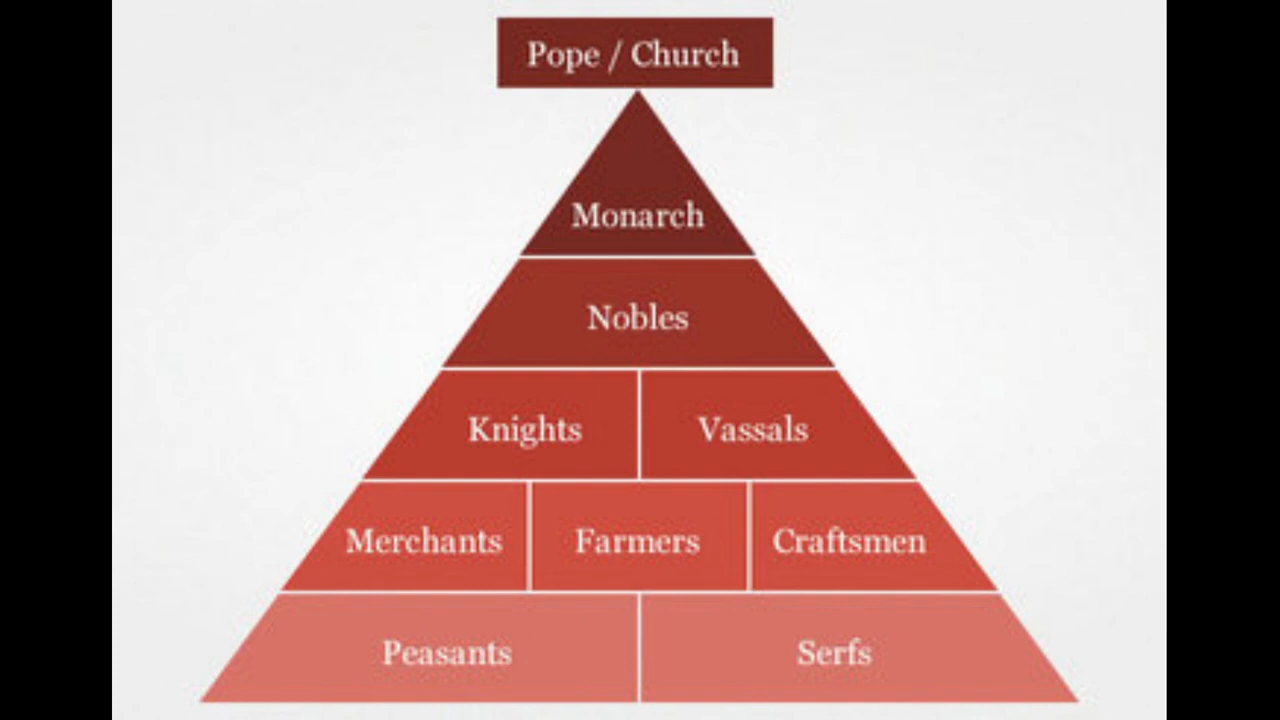 Pope / Church
Monarch
Nobles
Knights Vassals
Merchants Farmers Craftsmen
Peasants Serfs